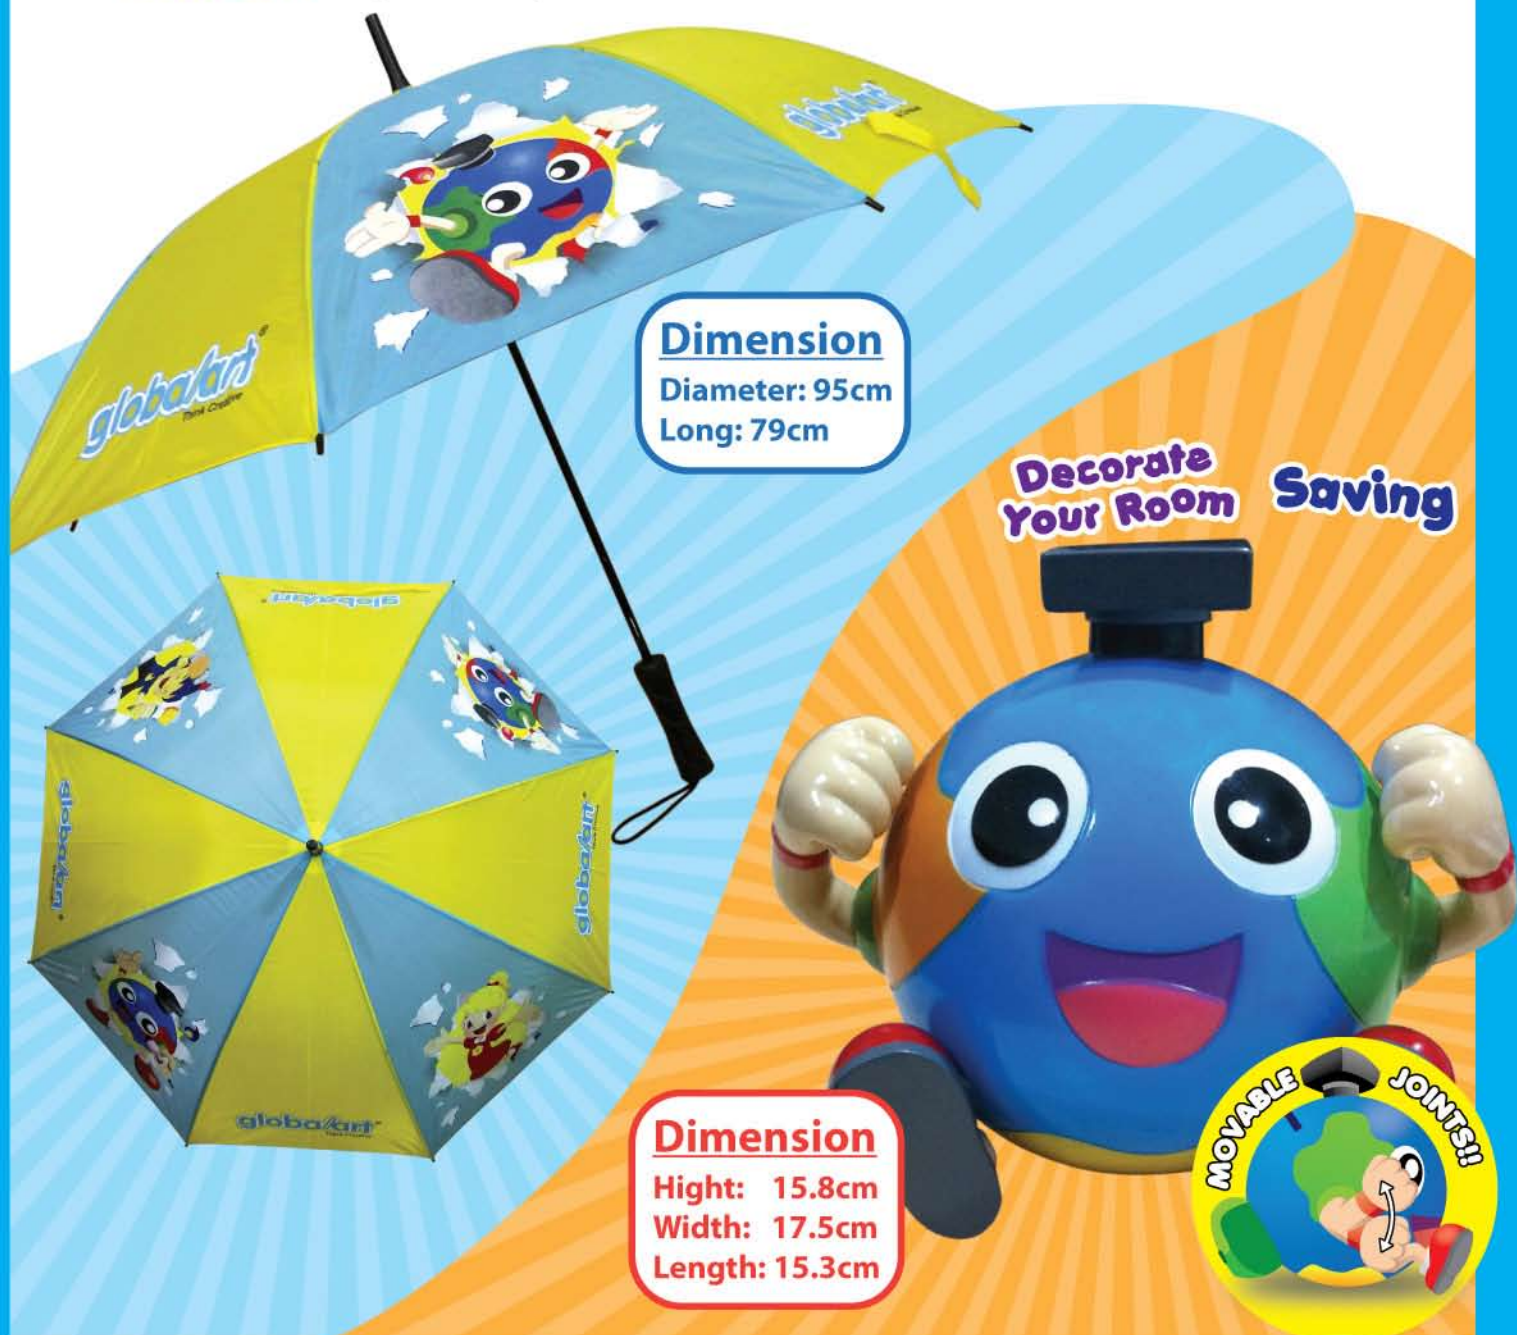 globalart
globalart
Think Creative
Dimension
Diameter: 95cm
Long: 79cm
Decorate
Your Room
Saving
globalart
globalart
globalart
globalart
Dimension
Hight: 15.8cm
Width: 17.5cm
Length: 15.3cm
MOVABLE JOINTS!!